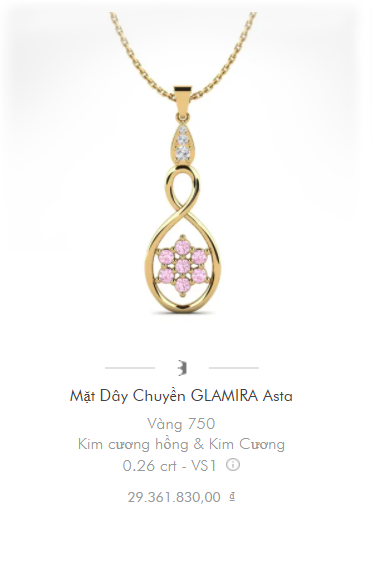 Mặt Dây Chuyền GLAMIRA Asta
Vàng 750
Kim cương hồng & Kim Cương
0.26 crt - VS1
29.361.830,00 ₫